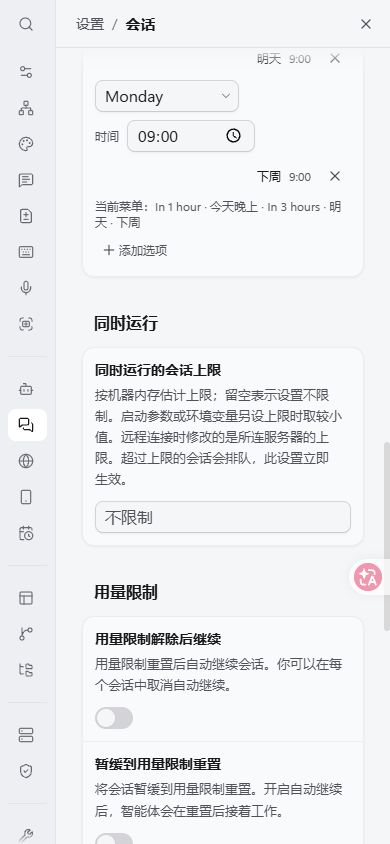 设置 / 会话
明天 9:00
Monday
时间 09:00
下周 9:00
当前菜单：In 1 hour · 今天晚上 · In 3 hours · 明
天 · 下周
添加选项
同时运行
同时运行的会话上限
按机器内存估计上限；留空表示设置不限
制。启动参数或环境变量另设上限时取较小
值。远程连接时修改的是所连服务器的上
限。超过上限的会话会排队，此设置立即
生效。
不限制
用量限制
用量限制解除后继续
用量限制重置后自动继续会话。你可以在每
个会话中取消自动继续。
暂缓到用量限制重置
将会话暂缓到用量限制重置。开启自动继续
后，智能体会在重置后接着工作。